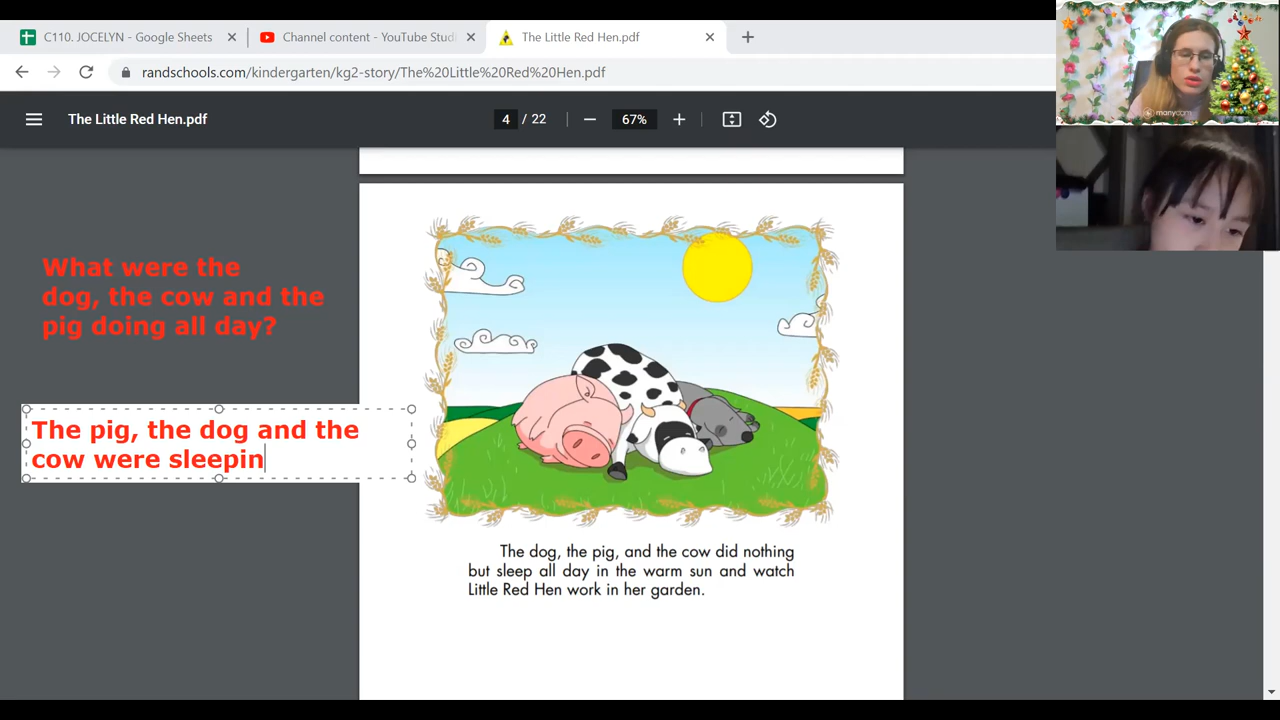 C110. JOCELYN - Google Sheets
Channel content - YouTube Studi
The Little Red Hen.pdf
randschools.com/kindergarten/kg2-story/The%20Little%20Red%20Hen.pdf
The Little Red Hen.pdf
4 / 22
67%
What were the
dog, the cow and the
pig doing all day?
The pig, the dog and the
cow were sleepin
The dog, the pig, and the cow did nothing
but sleep all day in the warm sun and watch
Little Red Hen work in her garden.
manycam